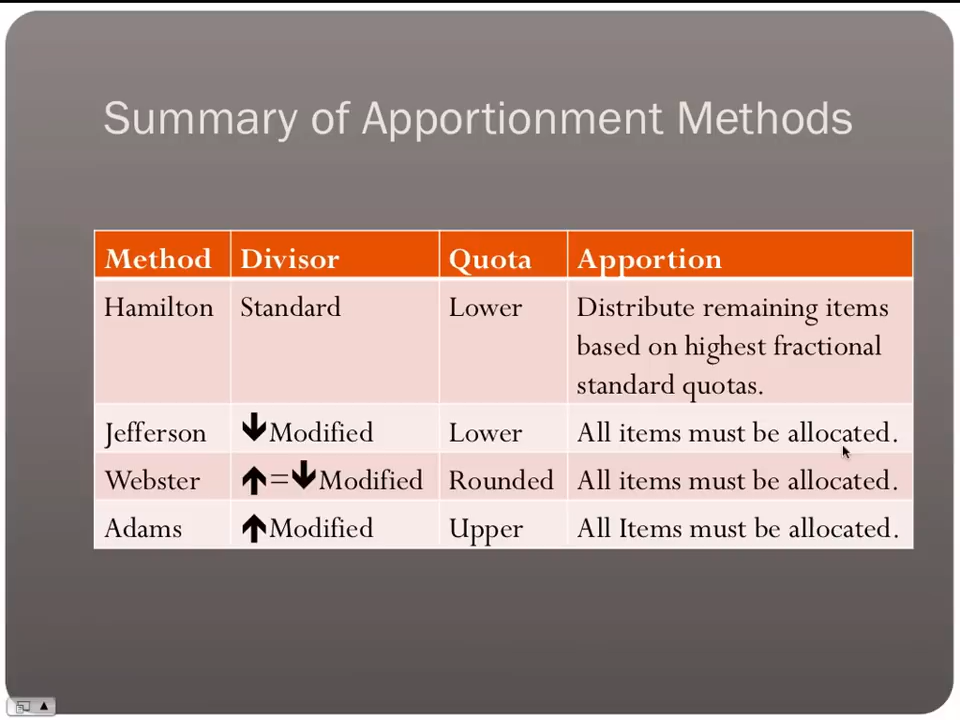 Summary of Apportionment Methods
Method Divisor Quota Apportion
Hamilton Standard Lower Distribute remaining items
based on highest fractional
standard quotas.
Jefferson 🡻Modified Lower All items must be allocated.
Webster 🡹=🡻Modified Rounded All items must be allocated.
Adams 🡹Modified Upper All Items must be allocated.